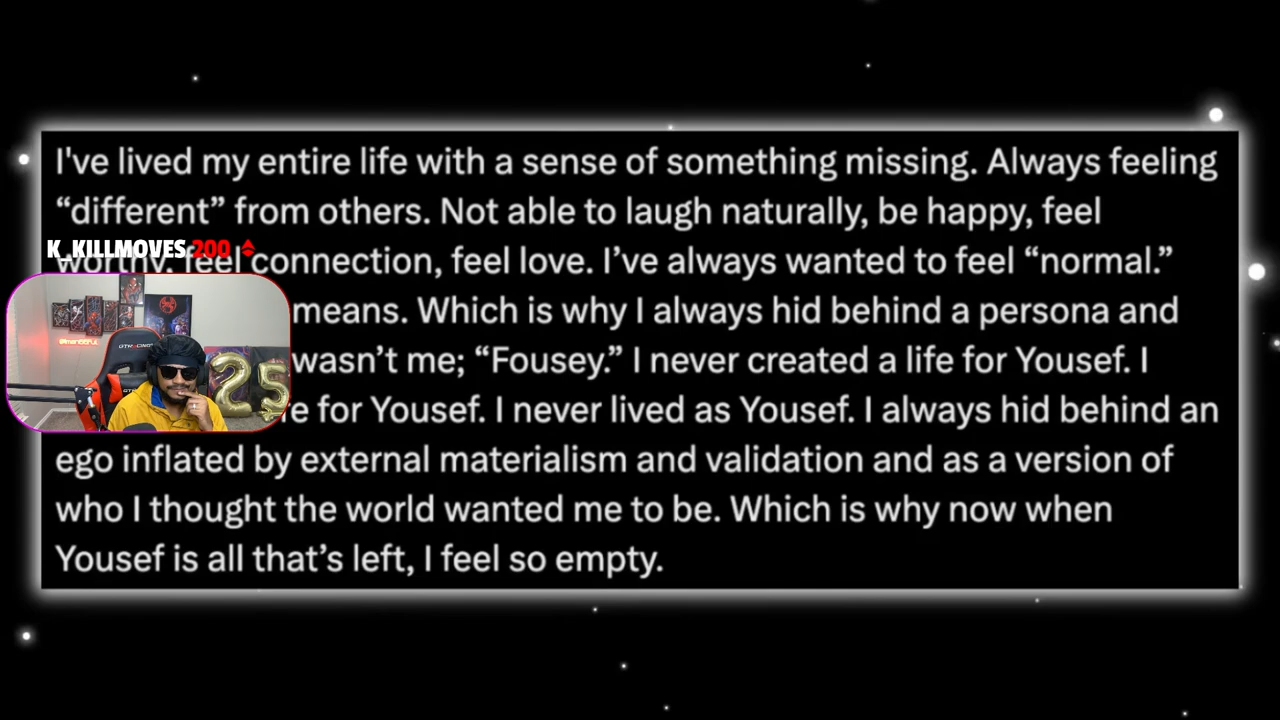 I've lived my entire life with a sense of something missing. Always feeling
“different” from others. Not able to laugh naturally, be happy, feel
K_KILLMOVES 200
worthy, feel connection, feel love. I’ve always wanted to feel “normal.”
means. Which is why I always hid behind a persona and
wasn’t me; “Fousey.” I never created a life for Yousef. I
for Yousef. I never lived as Yousef. I always hid behind an
25
ego inflated by external materialism and validation and as a version of
who I thought the world wanted me to be. Which is why now when
Yousef is all that’s left, I feel so empty.